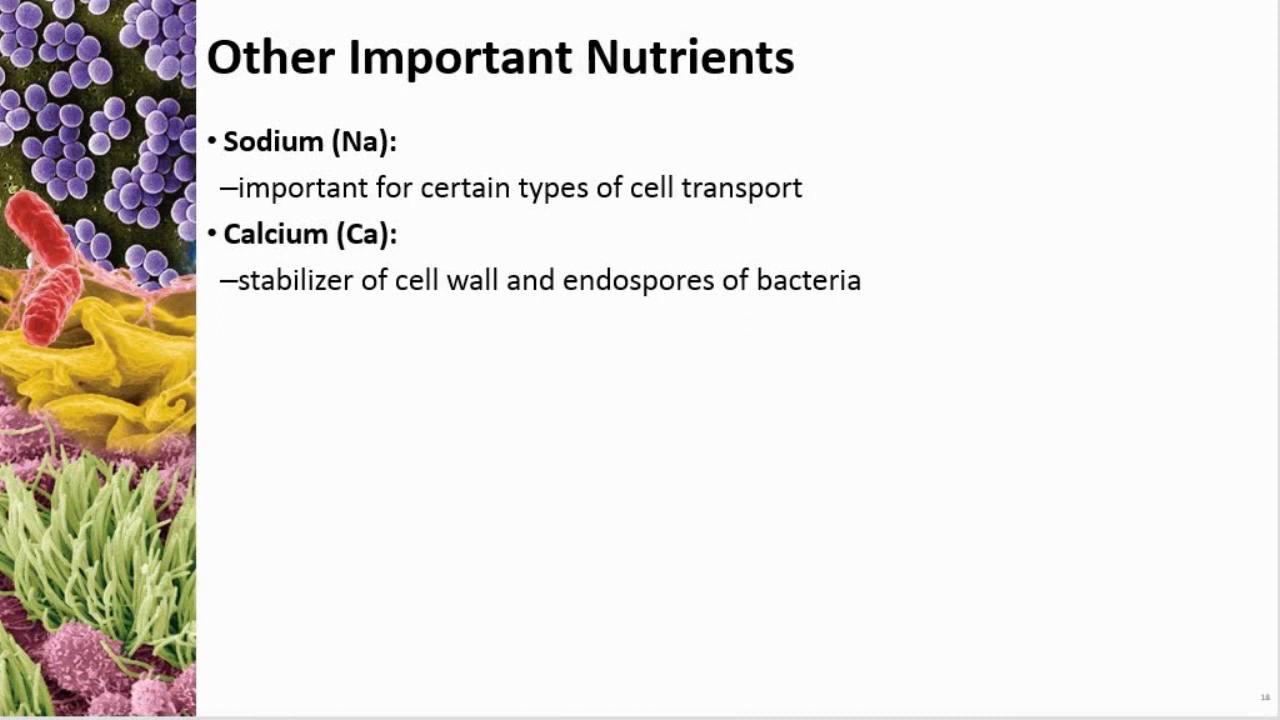 Other Important Nutrients
• Sodium (Na):
–important for certain types of cell transport
• Calcium (Ca):
–stabilizer of cell wall and endospores of bacteria
18